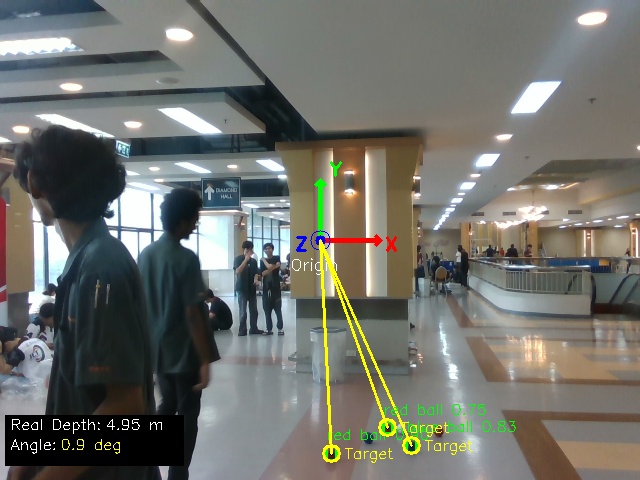 DIAMOND
HALL
Y
Z
X
Origin
red ball 0.75
ball 0.83
ed ball
Target
Target
Target
Real Depth: 4.95 m
Angle: 0.9 deg